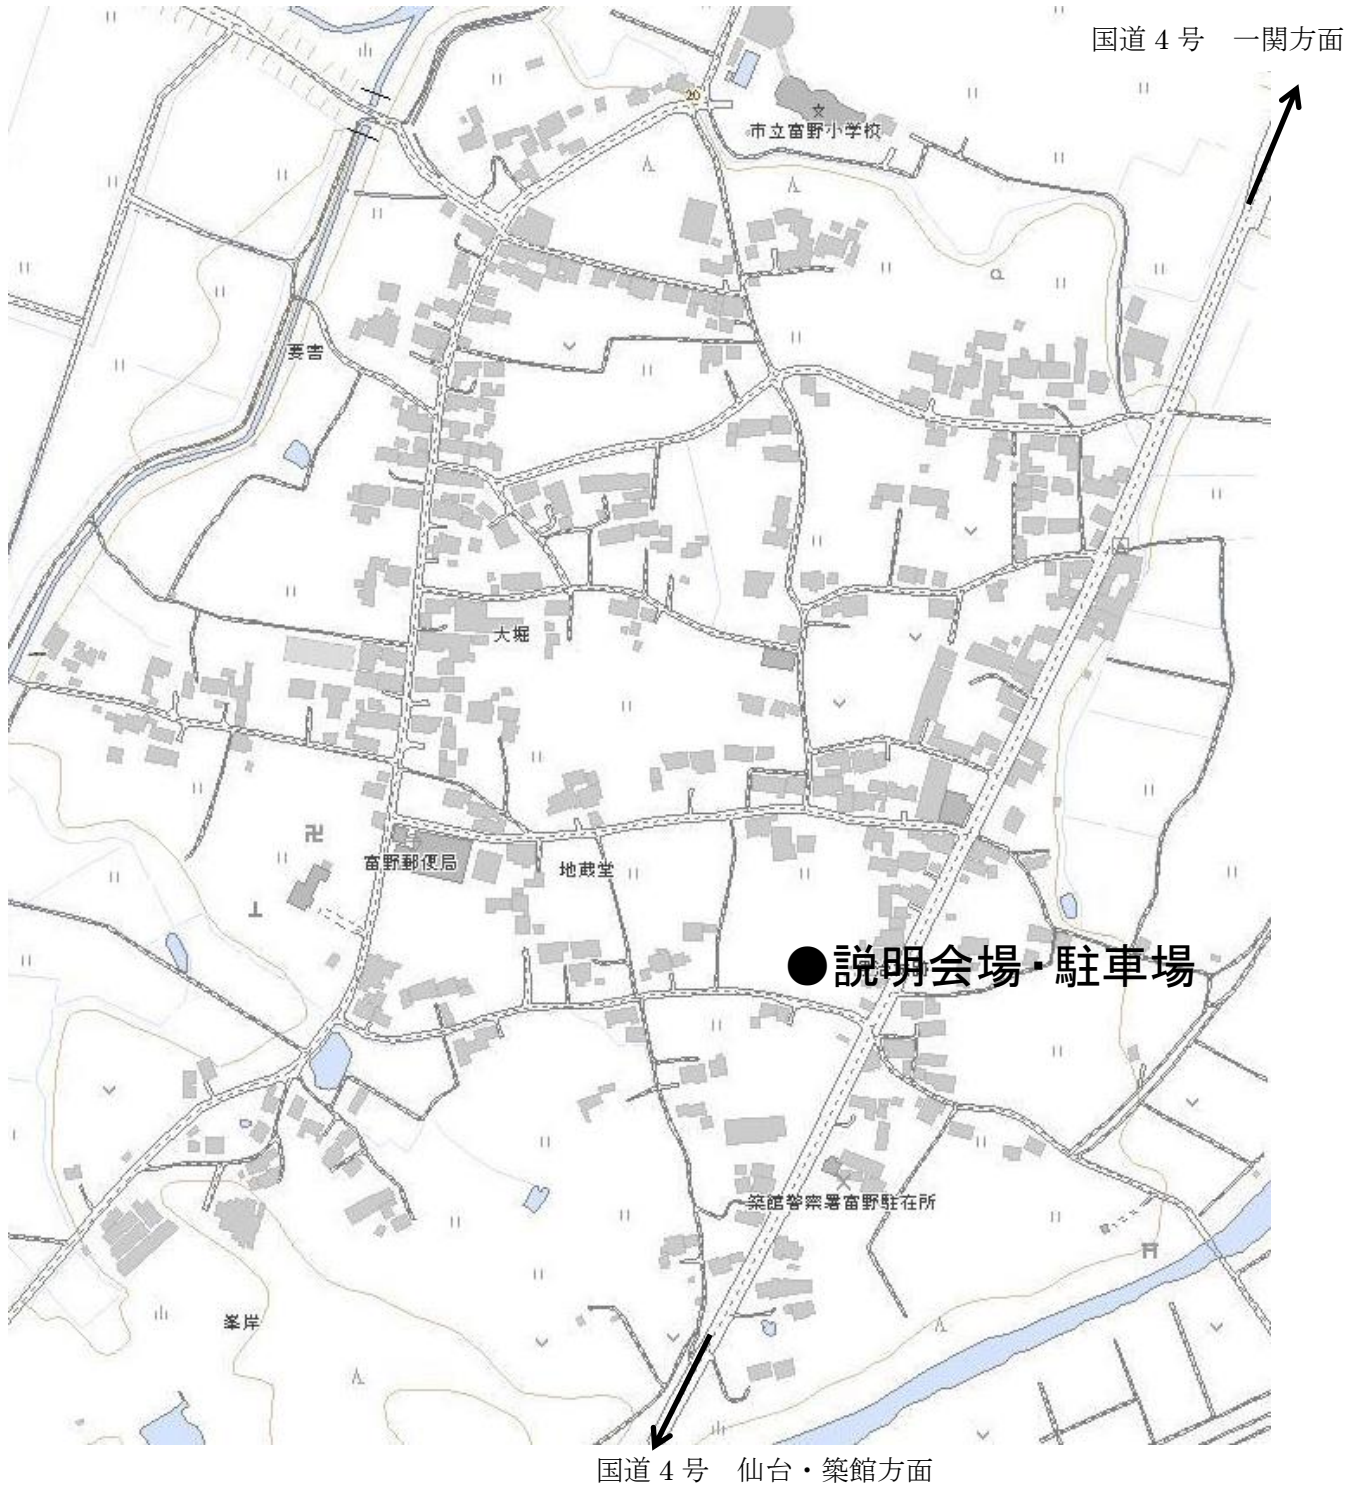 国道４号　一関方面
20
市立富野小学校
要害
大堀
富野郵便局
地蔵堂
●説明会場・駐車場
築館警察署富野駐在所
峯岸
国道４号　仙台・築館方面